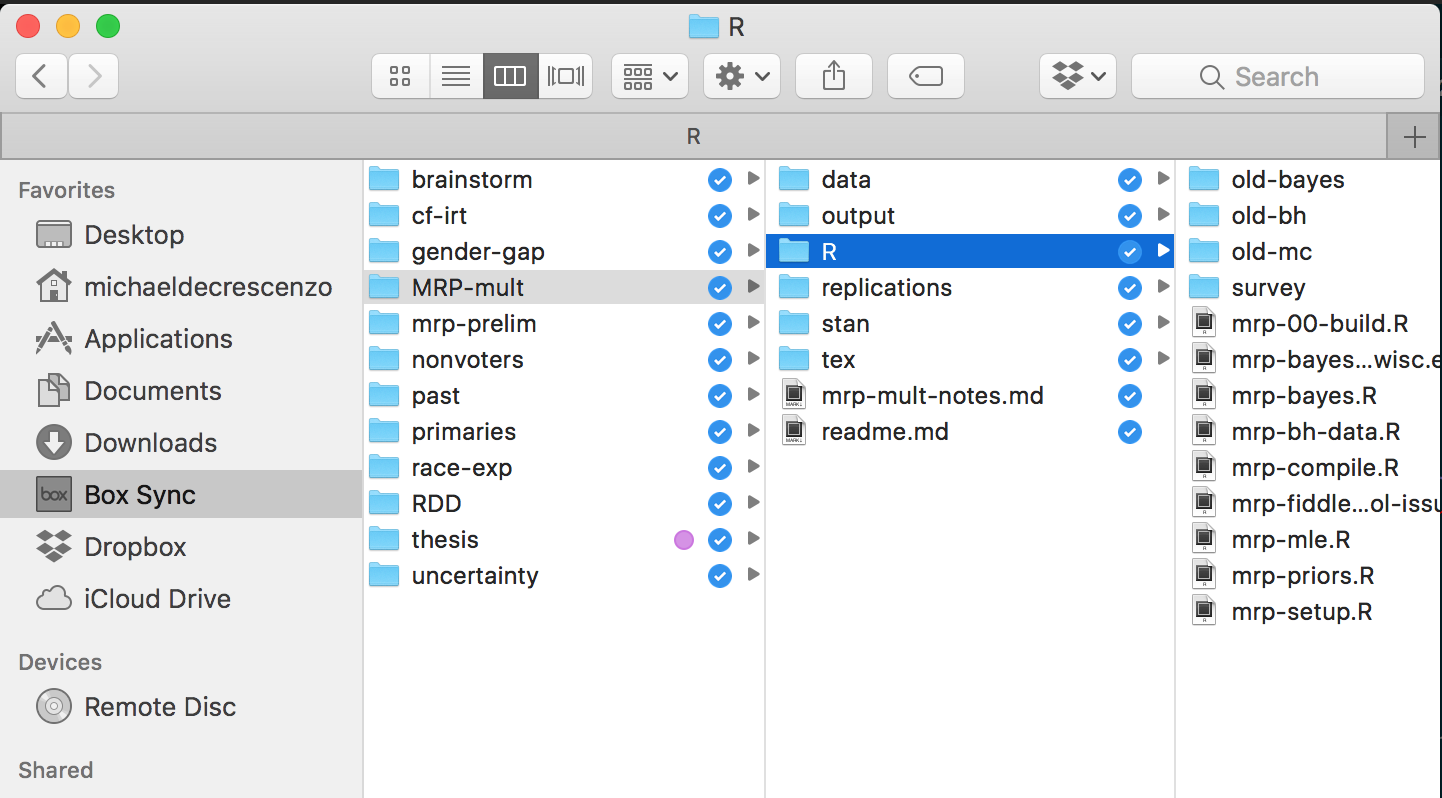 R
Search
R
Favorites
Desktop
michaeldecrescenzo
Applications
Documents
Downloads
box
Box Sync
Dropbox
iCloud Drive
Devices
Remote Disc
Shared
brainstorm
cf-irt
gender-gap
MRP-mult
mrp-prelim
nonvoters
past
primaries
race-exp
RDD
thesis
uncertainty
data
output
R
replications
stan
tex
mrp-mult-notes.md
readme.md
old-bayes
old-bh
old-mc
survey
mrp-00-build.R
mrp-bayes...wisc.e
mrp-bayes.R
mrp-bh-data.R
mrp-compile.R
mrp-fiddle...ol-issu
mrp-mle.R
mrp-priors.R
mrp-setup.R